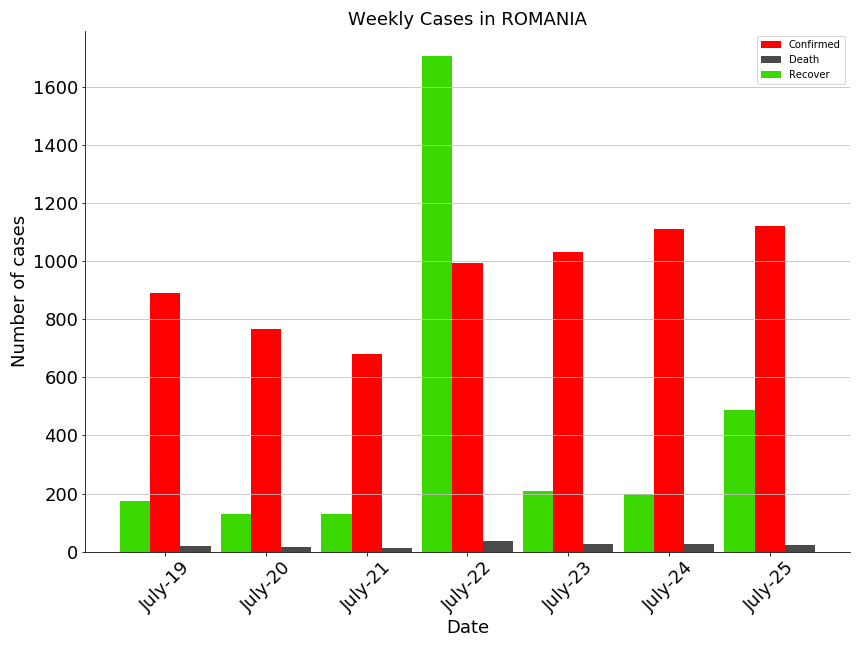 Weekly Cases in ROMANIA
Confirmed
Death
Recover
Number of cases
1600
1400
1200
1000
800
600
400
200
0
July-19
July-20
July-21
July-22
July-23
July-24
July-25
Date